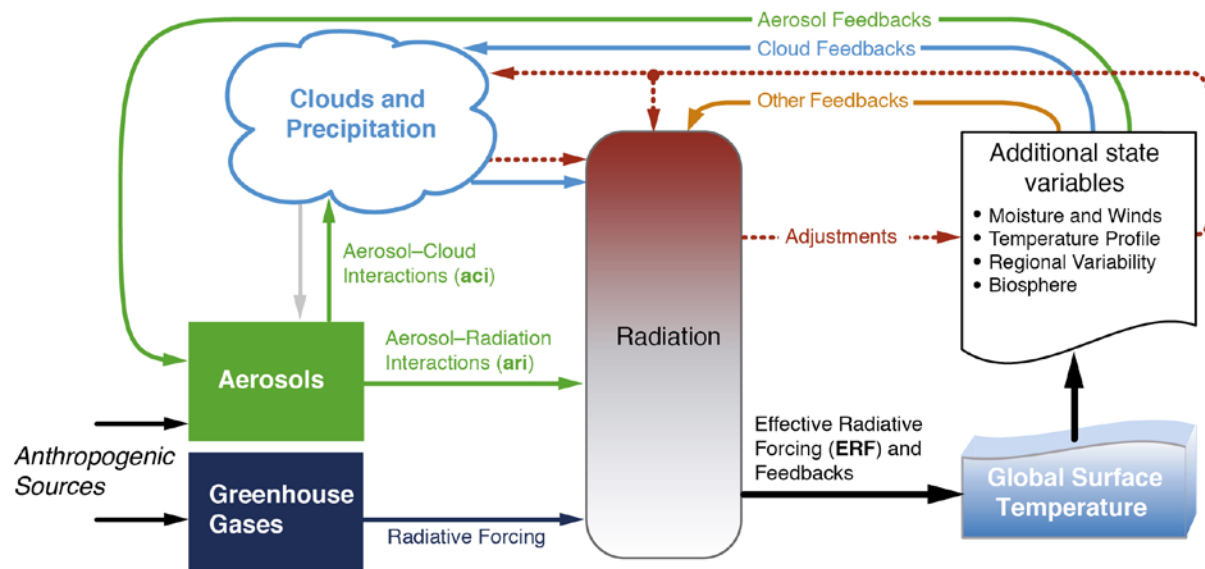 Aerosol Feedbacks
Cloud Feedbacks
Other Feedbacks
Clouds and
Precipitation
Additional state
variables
• Moisture and Winds
• Temperature Profile
• Regional Variability
• Biosphere
Adjustments
Aerosol–Cloud
Interactions (aci)
Aerosol–Radiation
Interactions (ari)
Radiation
Aerosols
Anthropogenic
Sources
Greenhouse
Gases
Radiative Forcing
Effective Radiative
Forcing (ERF) and
Feedbacks
Global Surface
Temperature